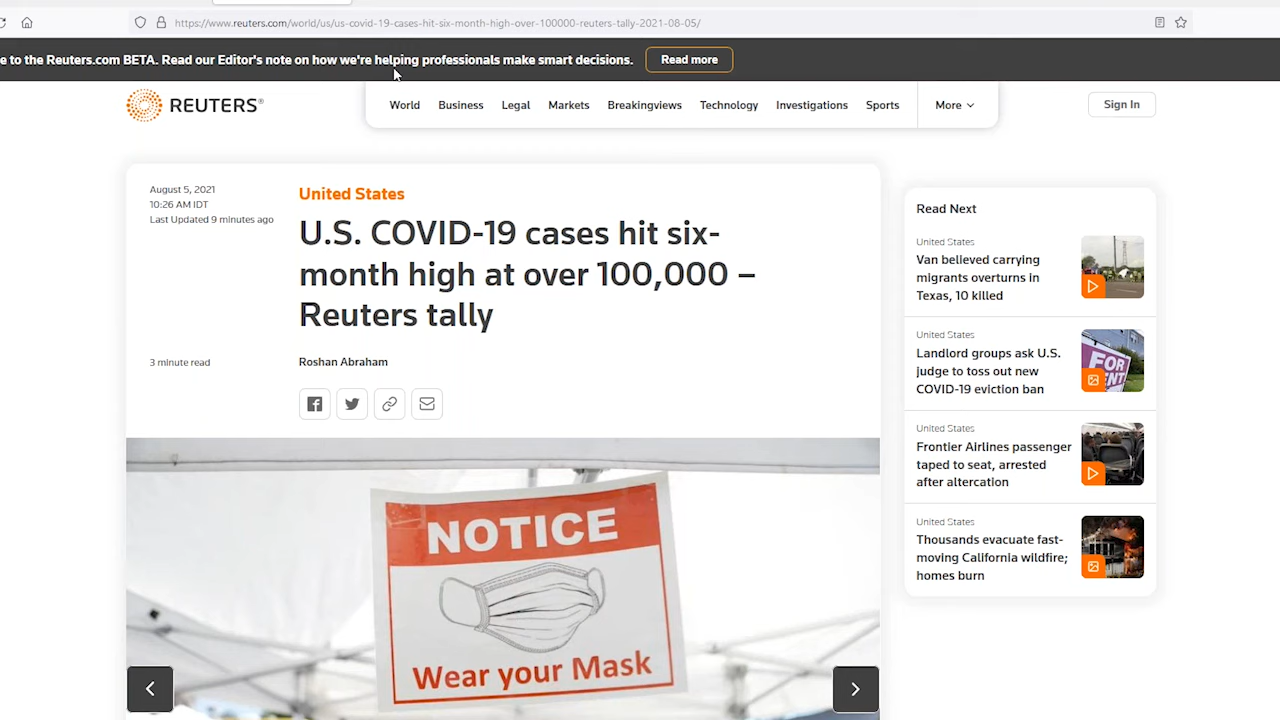 https://www.reuters.com/world/us/us-covid-19-cases-hit-six-month-high-over-100000-reuters-tally-2021-08-05/
e to the Reuters.com BETA. Read our Editor's note on how we're helping professionals make smart decisions.
Read more
REUTERS®
World
Business
Legal
Markets
Breakingviews
Technology
Investigations
Sports
More
Sign In
August 5, 2021
10:26 AM IDT
Last Updated 9 minutes ago
United States
U.S. COVID-19 cases hit six-
month high at over 100,000 –
Reuters tally
3 minute read
Roshan Abraham
NOTICE
Wear your Mask
Read Next
United States
Van believed carrying
migrants overturns in
Texas, 10 killed
United States
Landlord groups ask U.S.
judge to toss out new
COVID-19 eviction ban
FOR
ENT
United States
Frontier Airlines passenger
taped to seat, arrested
after altercation
United States
Thousands evacuate fast-
moving California wildfire;
homes burn